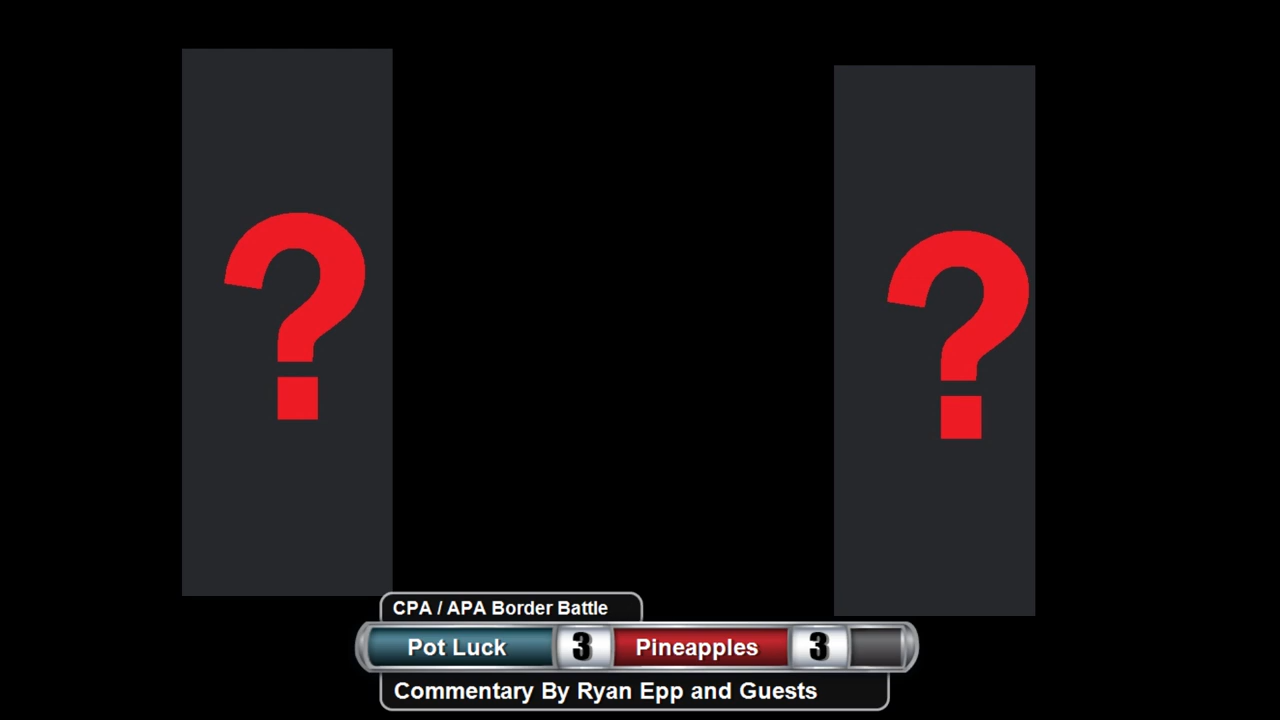 ?
?
CPA / APA Border Battle
Pot Luck 3 Pineapples 3
Commentary By Ryan Epp and Guests